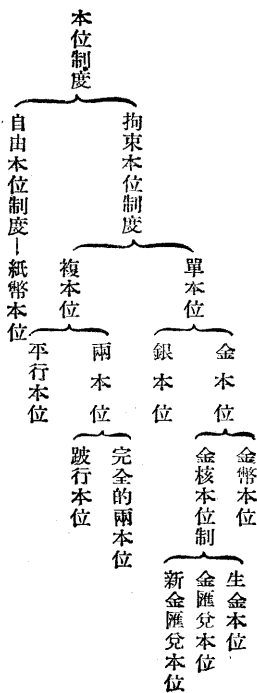 本位制度
拘束本位制度
自由本位制度—紙幣本位
單本位
複本位
金本位
銀本位
兩本位
平行本位
金幣本位
金核本位制
完全的兩本位
跛行本位
生金本位
金匯兌本位
新金匯兌本位